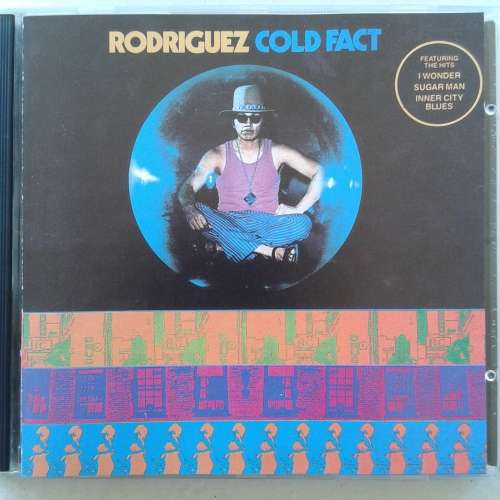 RODRIGUEZ COLD FACT
FEATURING
THE HITS
I WONDER
SUGAR MAN
INNER CITY
BLUES